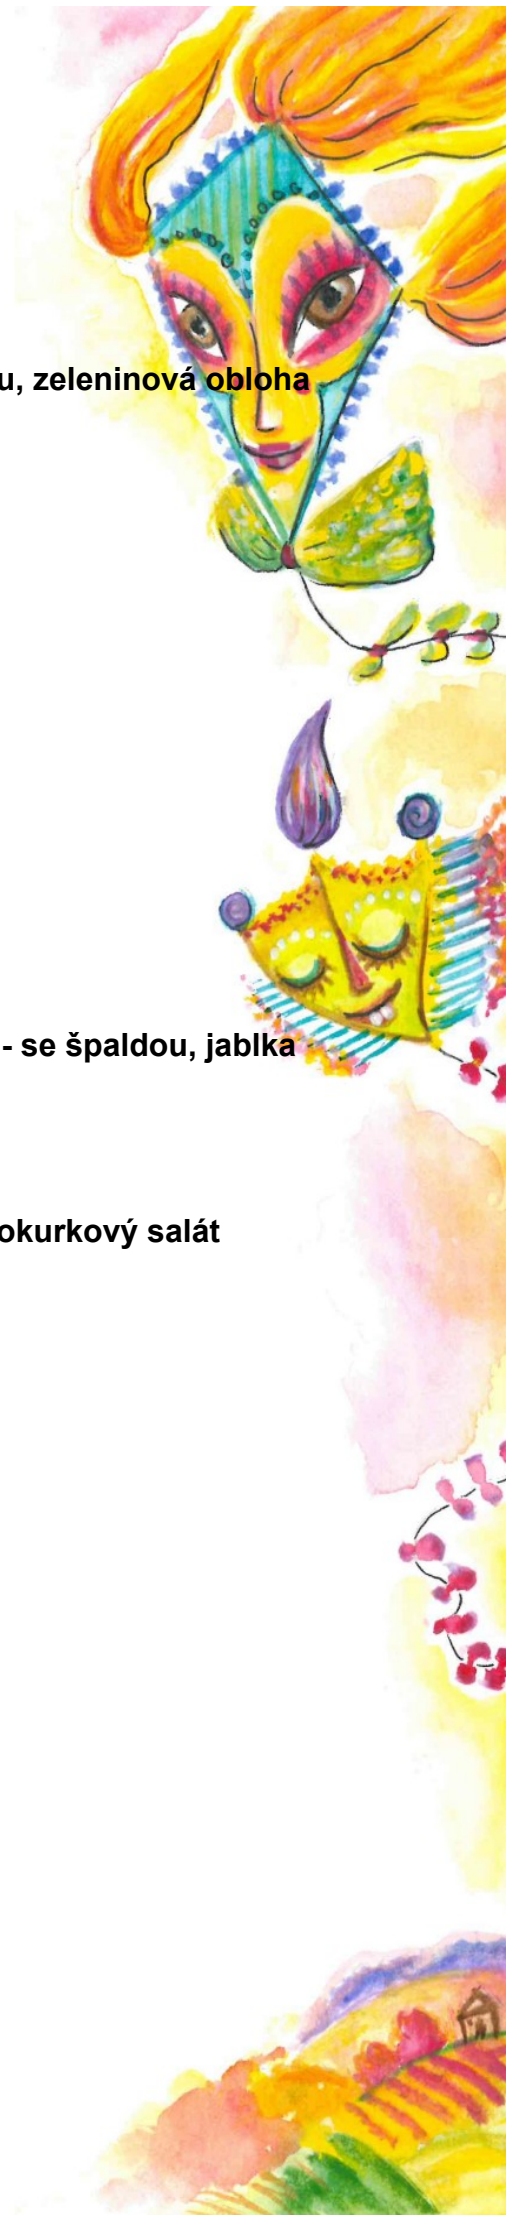 u, zeleninová obloha
- se špaldou, jablka
okurkový salát